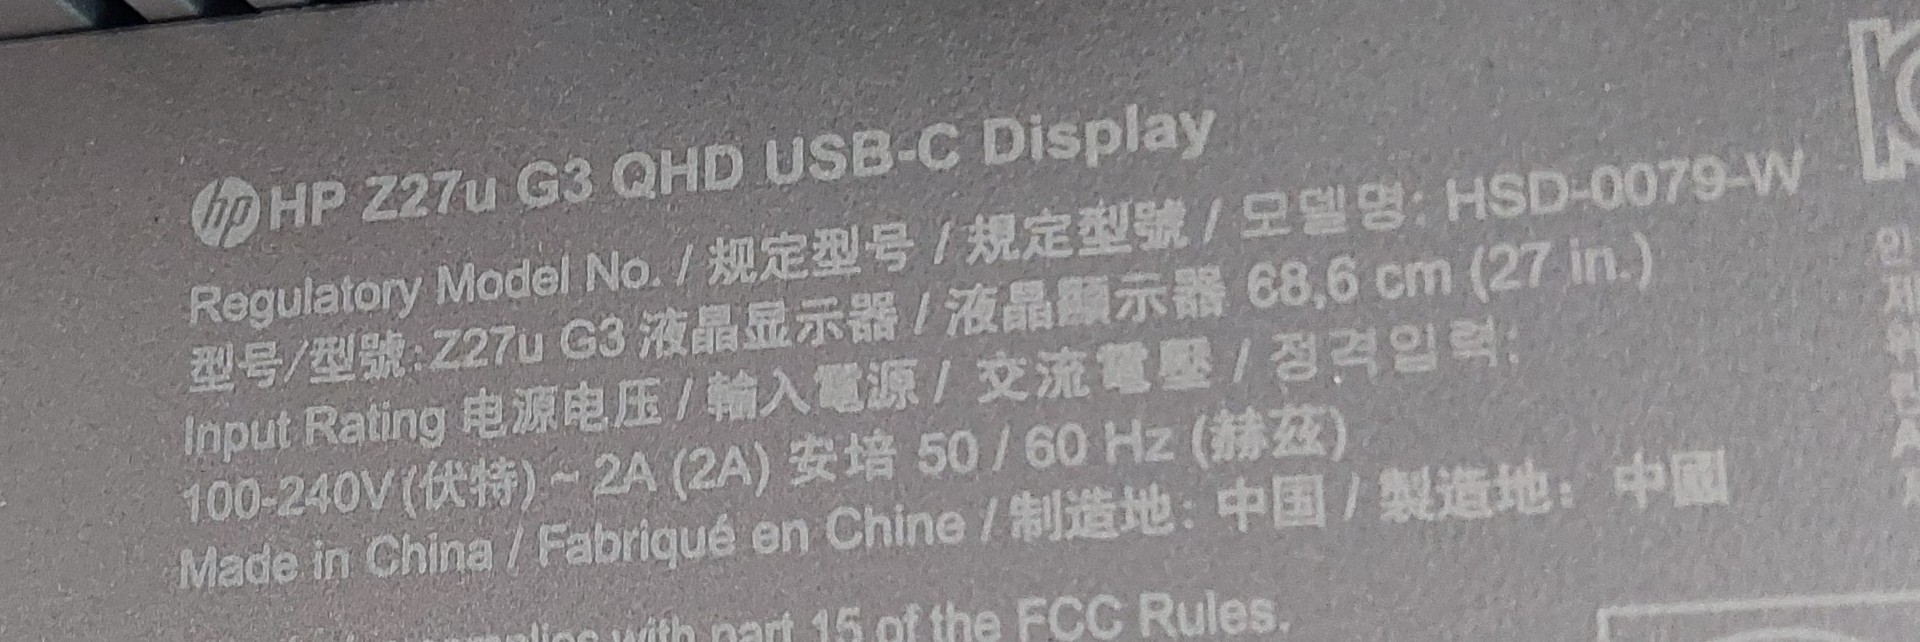 hp HP Z27u G3 QHD USB-C Display
Regulatory Model No. / 规定型号 / 規定型號 / 모델명: HSD-0079-W
型号/型號:Z27u G3 液晶显示器 / 液晶顯示器 68,6 cm (27 in.)
Input Rating 电源电压 / 輸入電源 / 交流電壓 / 정격입력:
100-240V (伏特) ~ 2A (2A) 安培 50 / 60 Hz (赫茲)
Made in China / Fabriqué en Chine / 制造地: 中国 / 製造地: 中國
with part 15 of the FCC Rules.
인